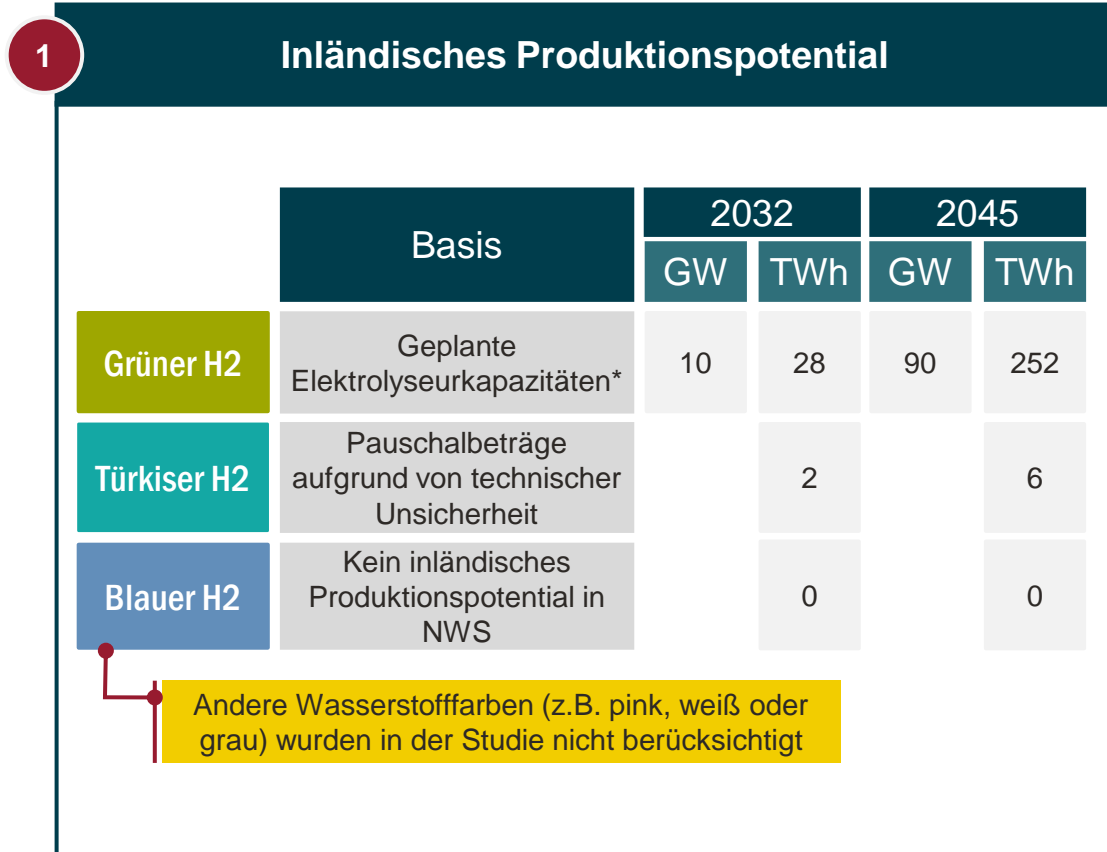 1
Inländisches Produktionspotential
Basis
2032
2045
GW
TWh
GW
TWh
Grüner H2
Geplante
Elektrolyseurkapazitäten*
10
28
90
252
Türkiser H2
Pauschalbeträge
aufgrund von technischer
Unsicherheit
2
6
Blauer H2
Kein inländisches
Produktionspotential in
NWS
0
0
Andere Wasserstofffarben (z.B. pink, weiß oder
grau) wurden in der Studie nicht berücksichtigt